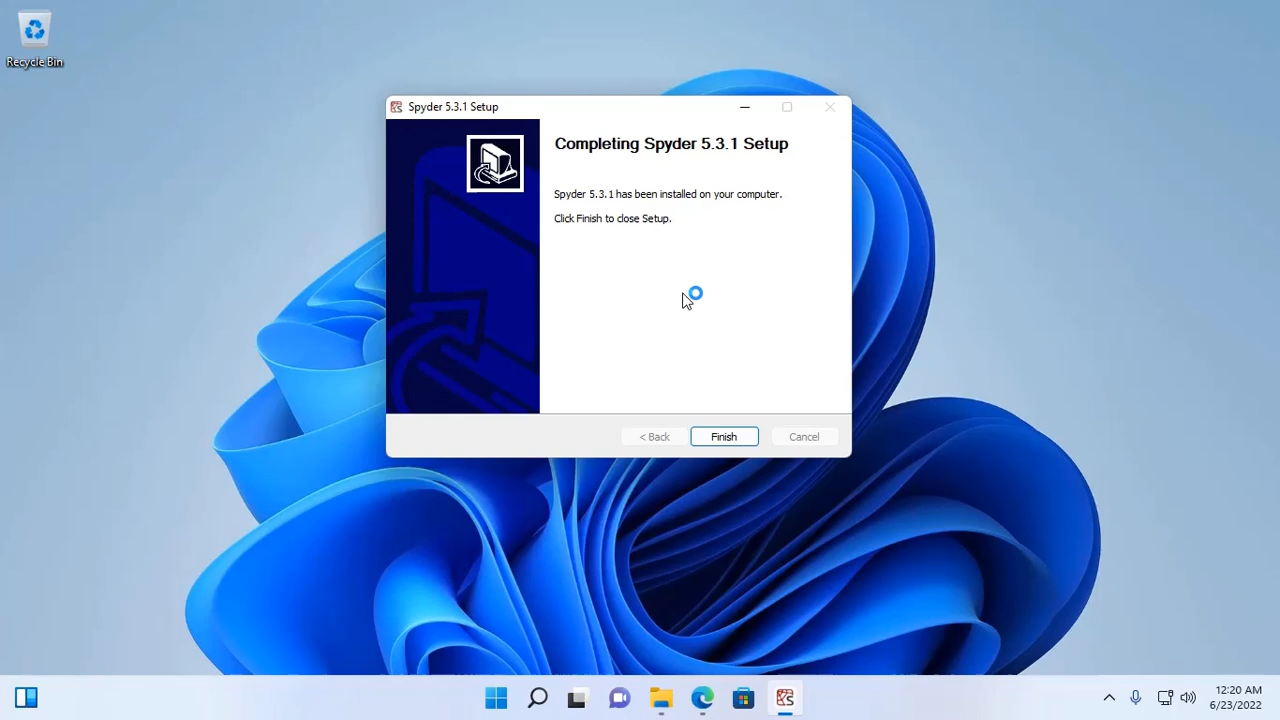 Recycle Bin
Spyder 5.3.1 Setup
Completing Spyder 5.3.1 Setup
Spyder 5.3.1 has been installed on your computer.
Click Finish to close Setup.
< Back
Finish
Cancel
12:20 AM
6/23/2022